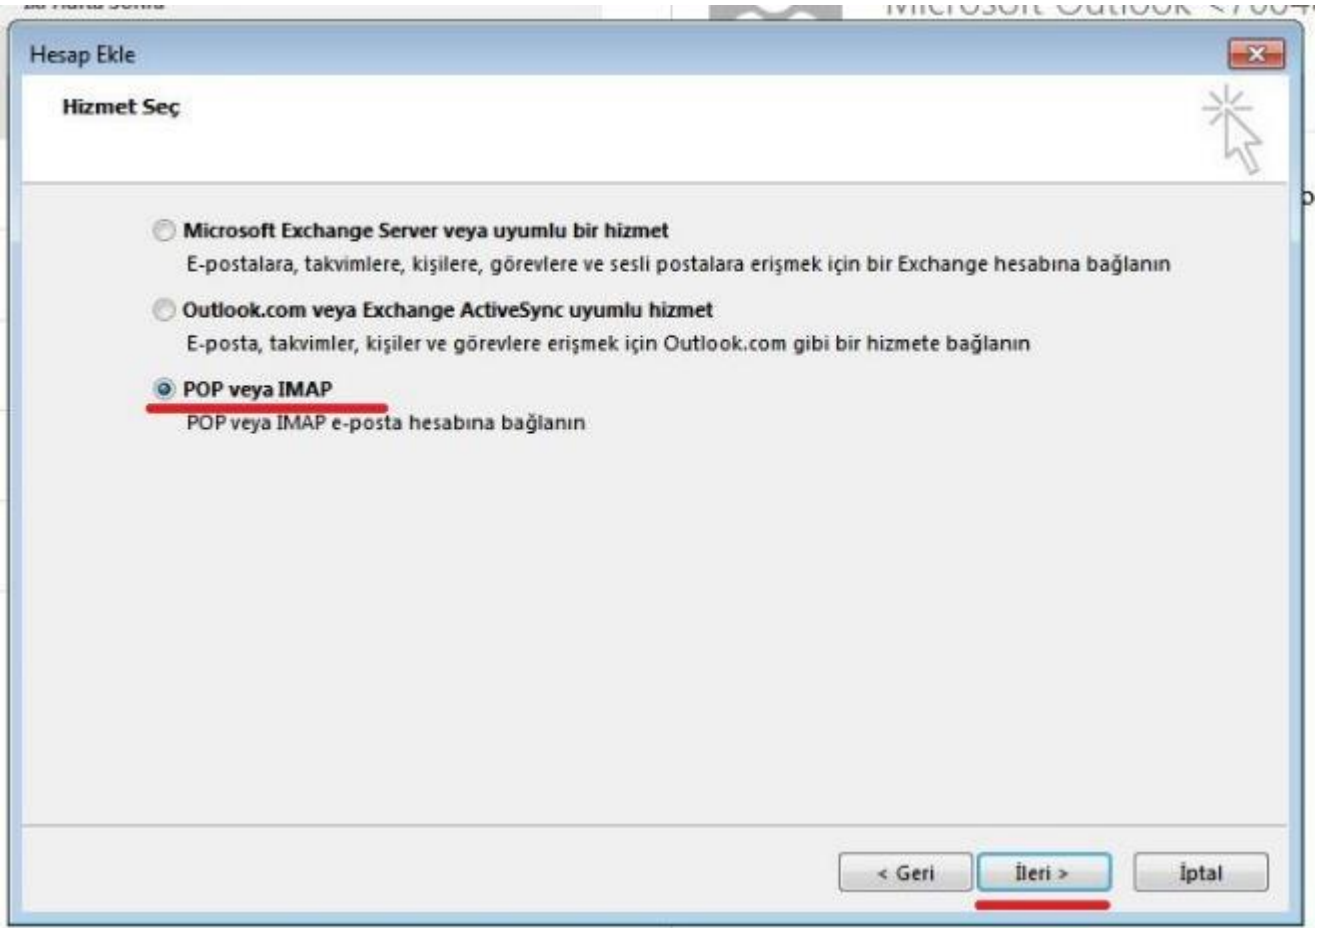 Microsoft Outlook
Hesap Ekle
Hizmet Seç
Microsoft Exchange Server veya uyumlu bir hizmet
E-postalara, takvimlere, kişilere, görevlere ve sesli postalara erişmek için bir Exchange hesabına bağlanın
Outlook.com veya Exchange ActiveSync uyumlu hizmet
E-posta, takvimler, kişiler ve görevlere erişmek için Outlook.com gibi bir hizmete bağlanın
POP veya IMAP
POP veya IMAP e-posta hesabına bağlanın
< Geri
İleri >
İptal